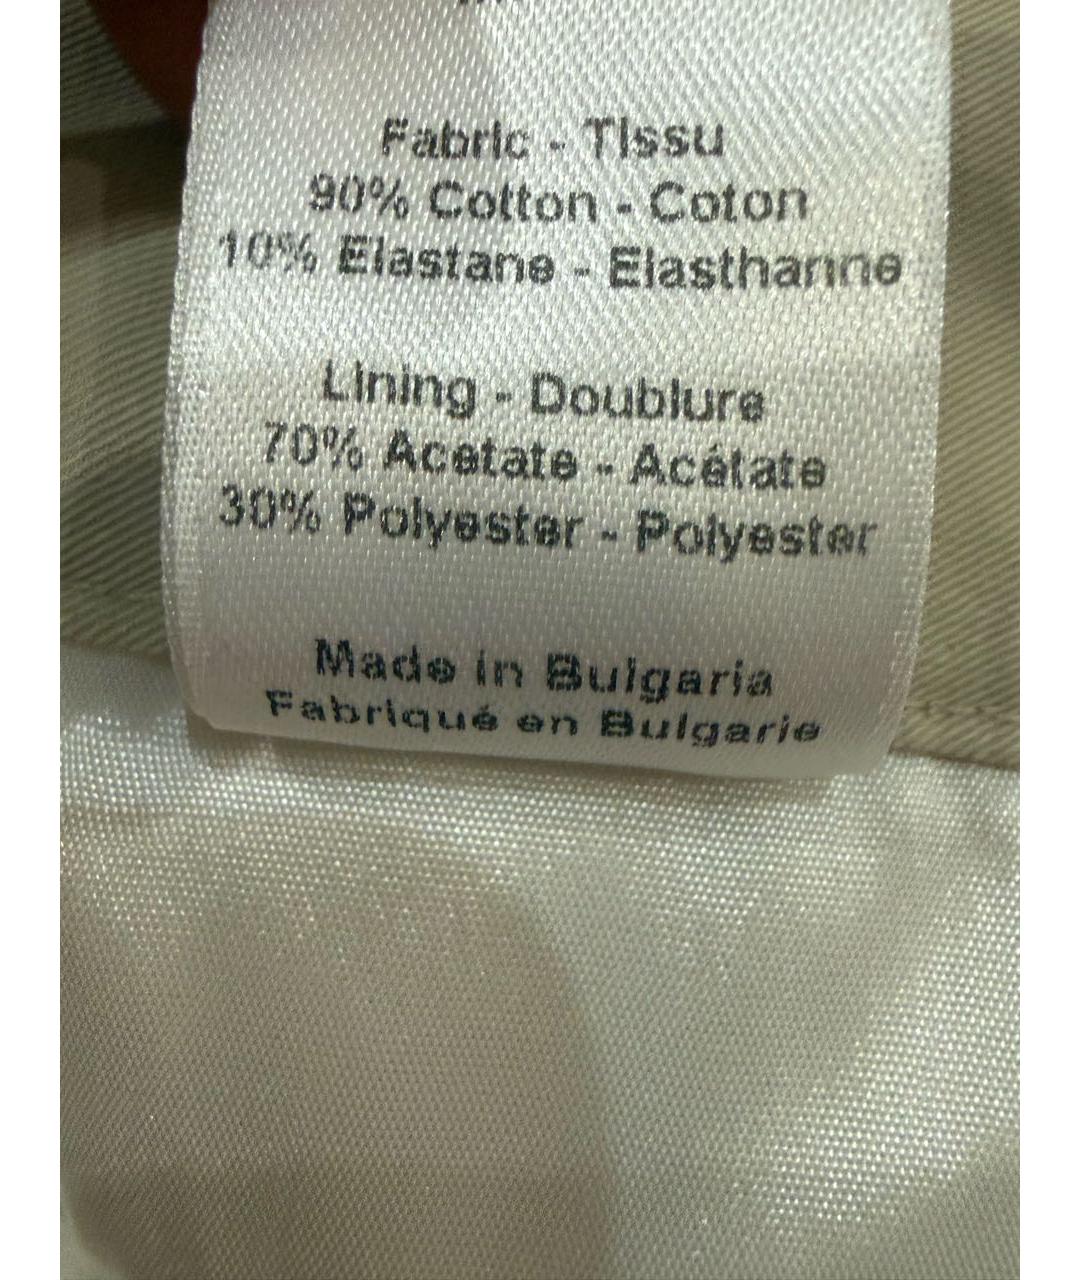 Fabric - Tissu
90% Cotton - Coton
10% Elastane - Elasthanne
Lining - Doublure
70% Acetate - Acétate
30% Polyester - Polyester
Made in Bulgaria
Fabriqué en Bulgarie